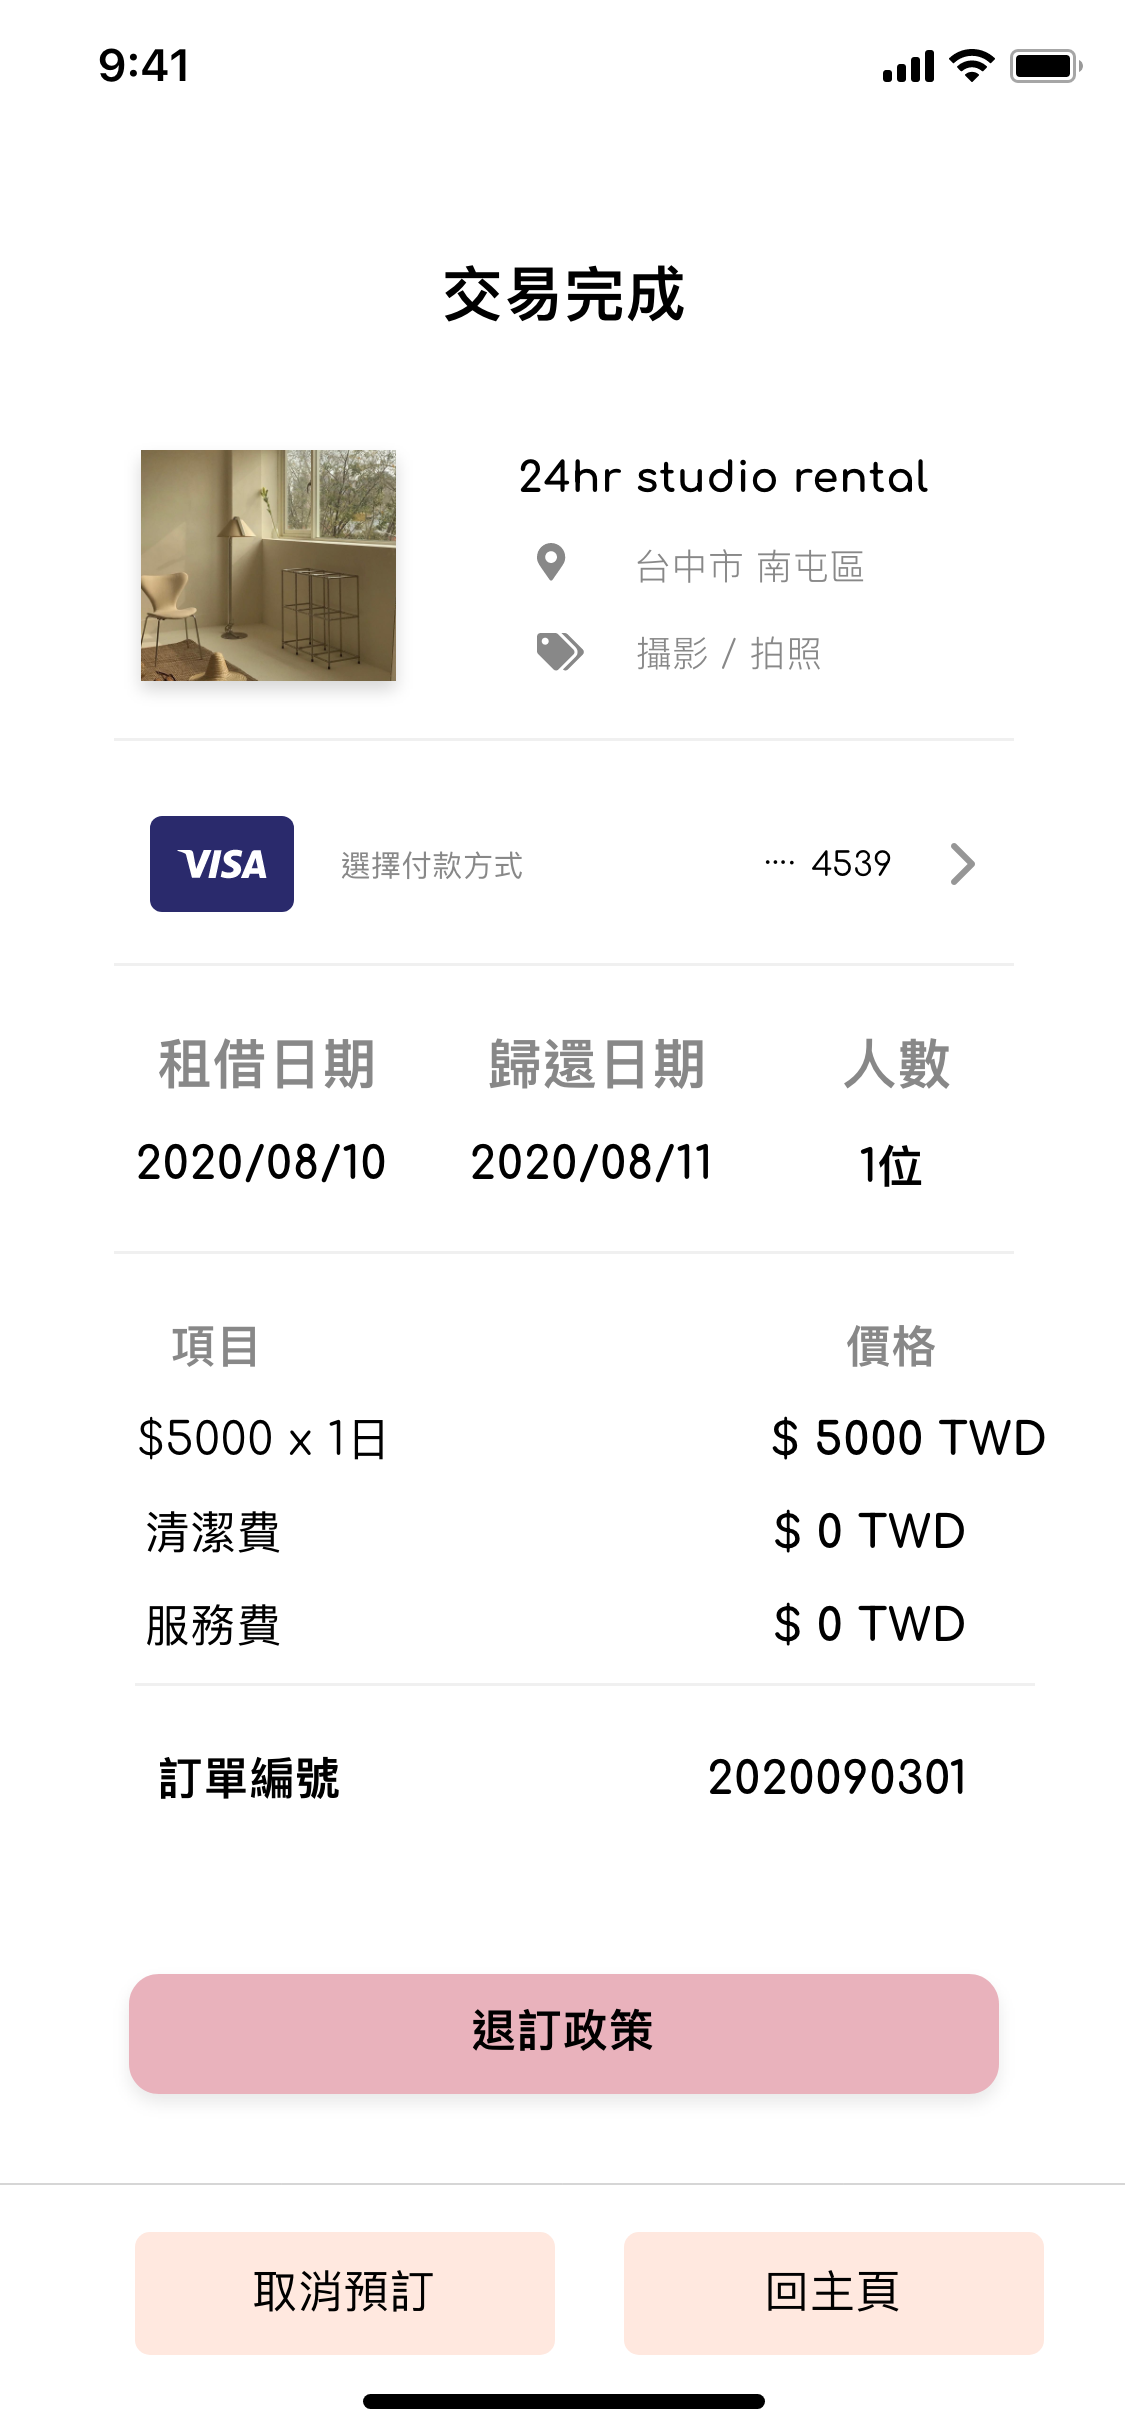 9:41
交易完成
24hr studio rental
台中市 南屯區
攝影 / 拍照
VISA 選擇付款方式 ···· 4539
租借日期 歸還日期 人數
2020/08/10 2020/08/11 1位
項目 價格
$5000 x 1日 $ 5000 TWD
清潔費 $ 0 TWD
服務費 $ 0 TWD
訂單編號 2020090301
退訂政策
取消預訂 回主頁